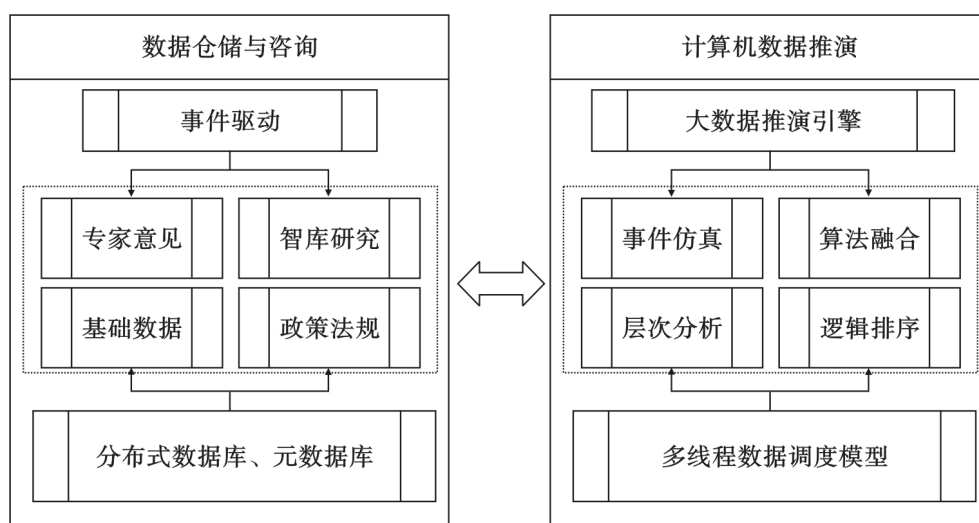 数据仓储与咨询
事件驱动
专家意见
智库研究
基础数据
政策法规
分布式数据库、元数据库
计算机数据推演
大数据推演引擎
事件仿真
算法融合
层次分析
逻辑排序
多线程数据调度模型